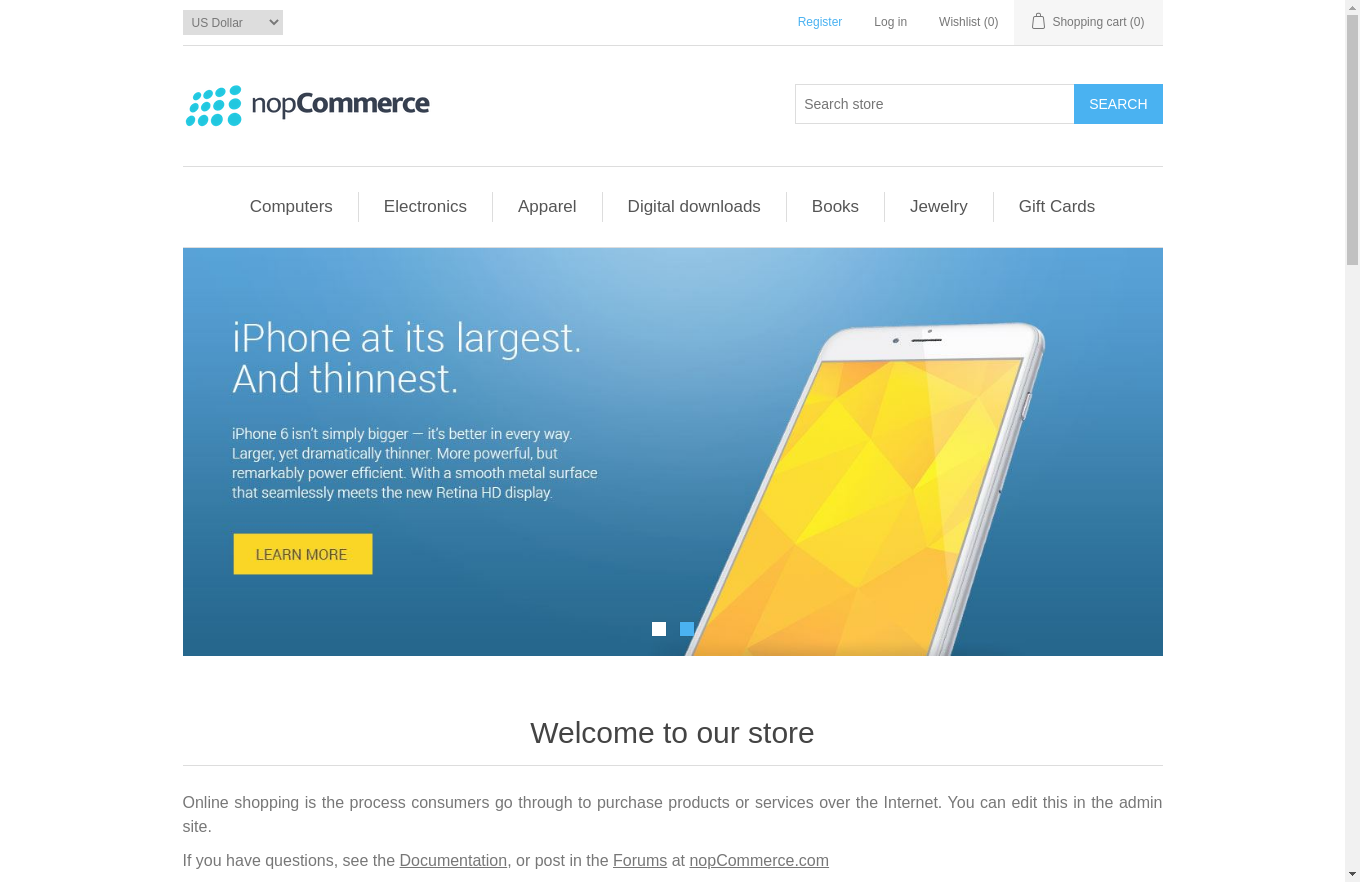 US Dollar
Register
Log in
Wishlist (0)
Shopping cart (0)
nopCommerce
Search store
SEARCH
Computers
Electronics
Apparel
Digital downloads
Books
Jewelry
Gift Cards
iPhone at its largest.
And thinnest.
iPhone 6 isn't simply bigger — it's better in every way.
Larger, yet dramatically thinner. More powerful, but
remarkably power efficient. With a smooth metal surface
that seamlessly meets the new Retina HD display.
LEARN MORE
Welcome to our store
Online shopping is the process consumers go through to purchase products or services over the Internet. You can edit this in the admin
site.
If you have questions, see the Documentation, or post in the Forums at nopCommerce.com